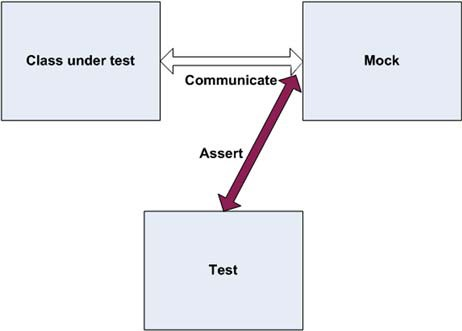 Class under test
Mock
Communicate
Assert
Test